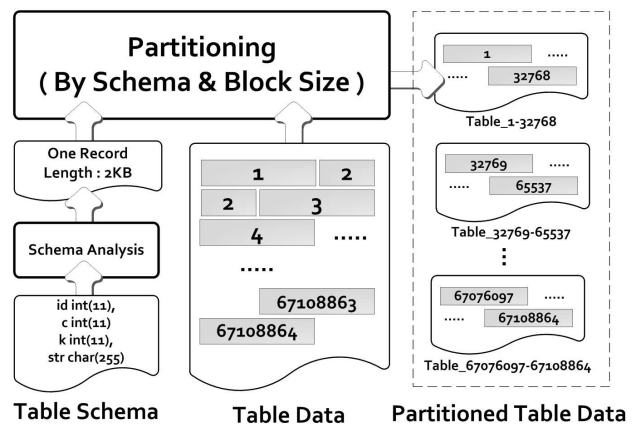 Partitioning
( By Schema & Block Size )
One Record
Length : 2KB
Schema Analysis
id int(11),
c int(11)
k int(11),
str char(255)
Table Schema
1 2
2 3
4 .....
.....
67108863
67108864
Table Data
1 .....
..... 32768
Table_1-32768
32769 .....
..... 65537
Table_32769-65537
⋮
67076097 .....
..... 67108864
Table_67076097-67108864
Partitioned Table Data